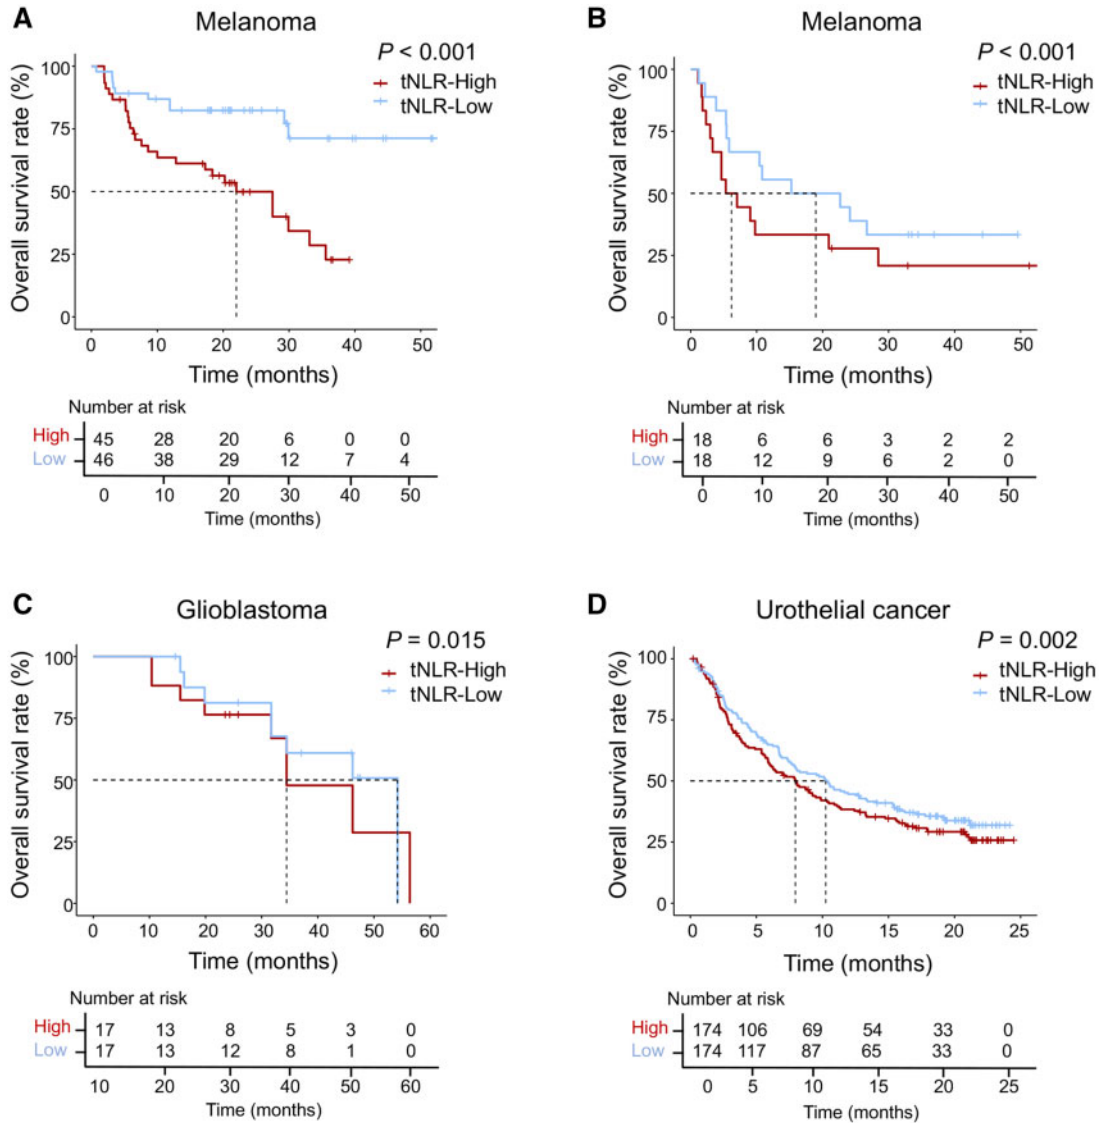 A
Melanoma
P < 0.001
tNLR-High
tNLR-Low
Overall survival rate (%)
100
75
50
25
0
0 10 20 30 40 50
Time (months)
Number at risk
High 45 28 20 6 0 0
Low 46 38 29 12 7 4
0 10 20 30 40 50
Time (months)
B
Melanoma
P < 0.001
tNLR-High
tNLR-Low
Overall survival rate (%)
100
75
50
25
0
0 10 20 30 40 50
Time (months)
Number at risk
High 18 6 6 3 2 2
Low 18 12 9 6 2 0
0 10 20 30 40 50
Time (months)
C
Glioblastoma
P = 0.015
tNLR-High
tNLR-Low
Overall survival rate (%)
100
75
50
25
0
0 10 20 30 40 50 60
Time (months)
Number at risk
High 17 13 8 5 3 0
Low 17 13 12 8 1 0
10 20 30 40 50 60
Time (months)
D
Urothelial cancer
P = 0.002
tNLR-High
tNLR-Low
Overall survival rate (%)
100
75
50
25
0
0 5 10 15 20 25
Time (months)
Number at risk
High 174 106 69 54 33 0
Low 174 117 87 65 33 0
0 5 10 15 20 25
Time (months)